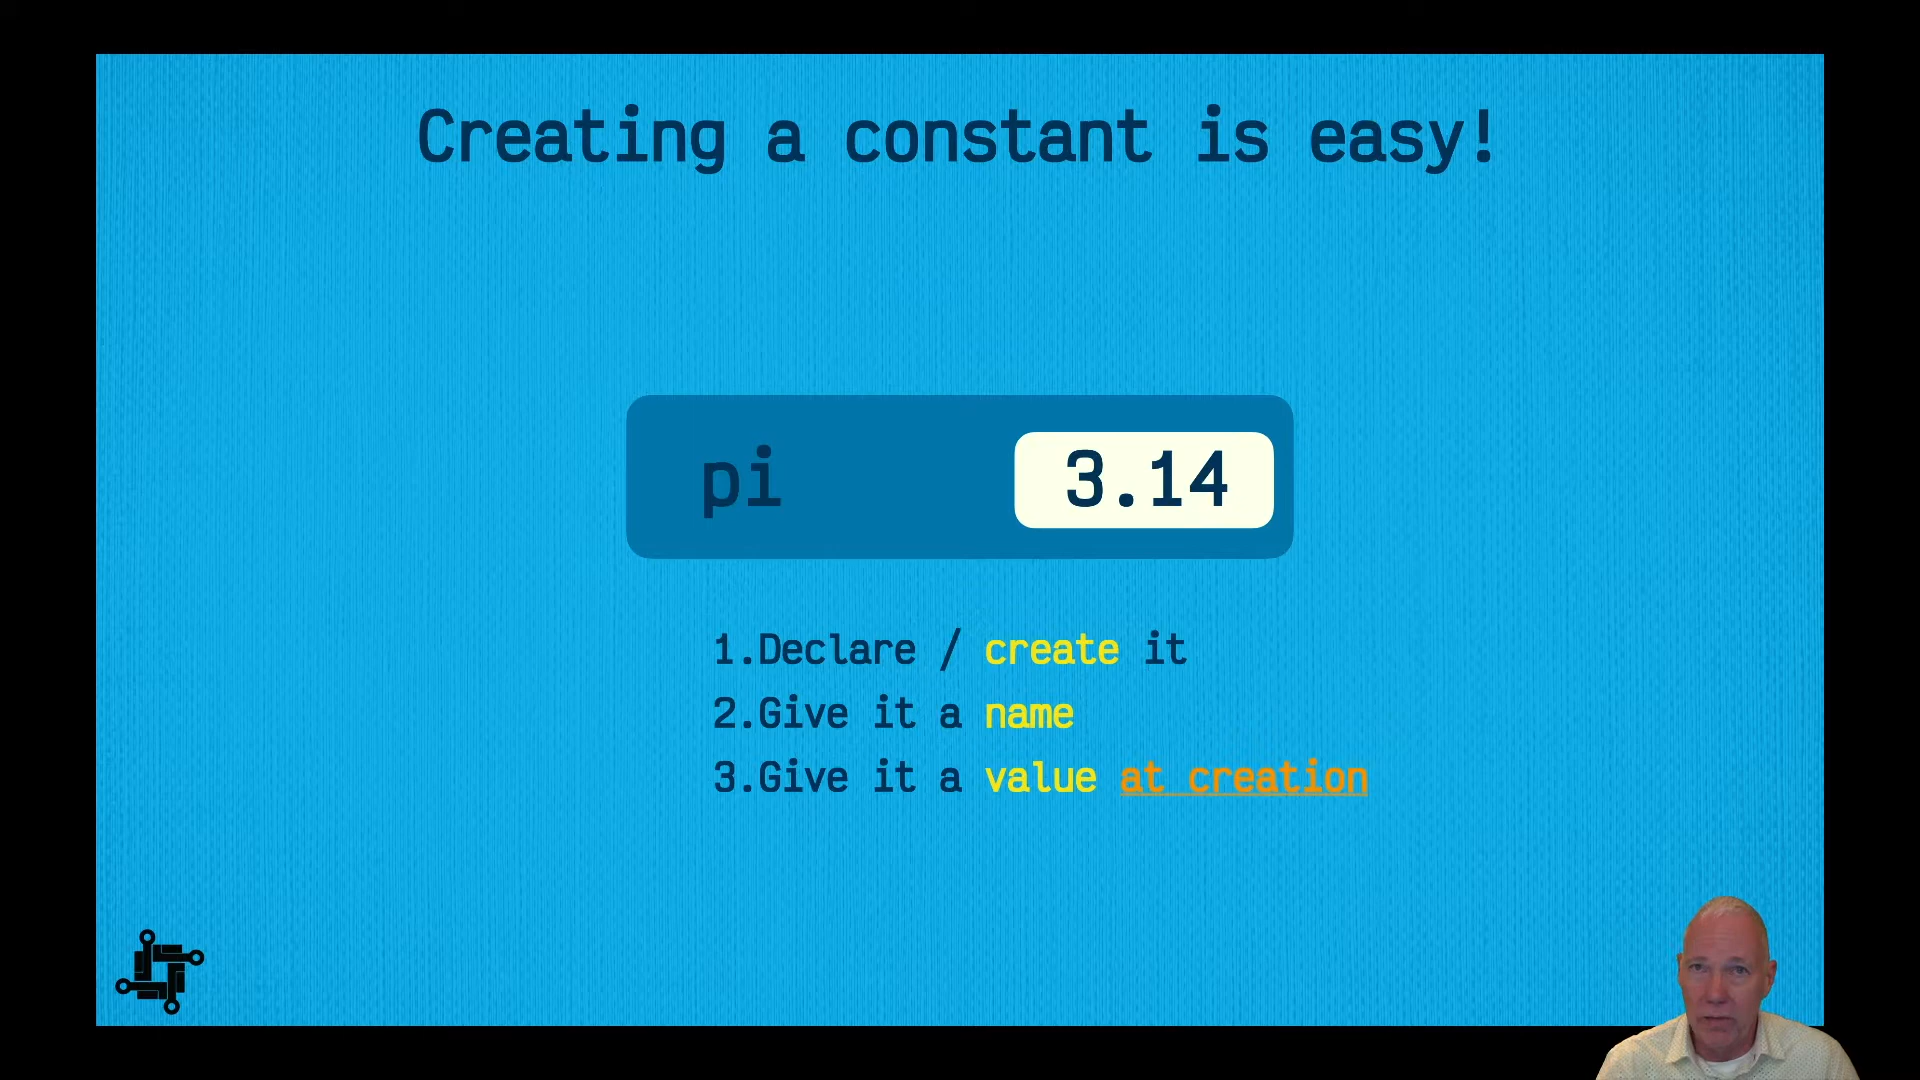 Creating a constant is easy!
pi 3.14
1.Declare / create it
2.Give it a name
3.Give it a value at creation